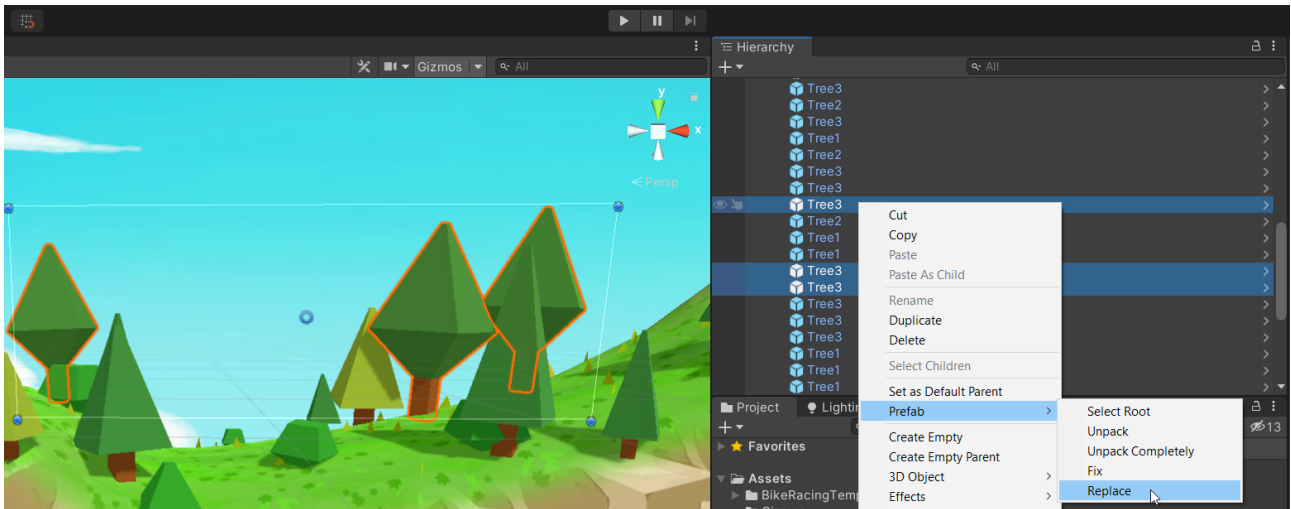 Hierarchy
Gizmos
All
All
y
x
Persp
Tree3
Tree2
Tree3
Tree1
Tree2
Tree3
Tree3
Tree3
Tree2
Tree1
Tree1
Tree3
Tree3
Tree3
Tree3
Tree3
Tree1
Tree1
Tree1
Cut
Copy
Paste
Paste As Child
Rename
Duplicate
Delete
Select Children
Set as Default Parent
Prefab
Create Empty
Create Empty Parent
3D Object
Effects
Select Root
Unpack
Unpack Completely
Fix
Replace
Project
Lightin
13
Favorites
Assets
BikeRacingTemp